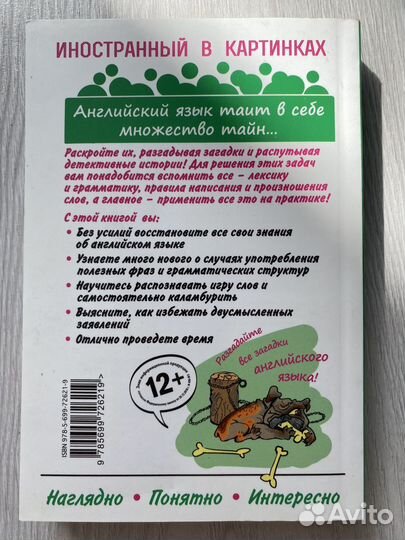 ИНОСТРАННЫЙ В КАРТИНКАХ
Английский язык таит в себе
множество тайн...
Раскройте их, разгадывая загадки и распутывая
детективные истории! Для решения этих задач
вам понадобится вспомнить все – лексику
и грамматику, правила написания и произношения
слов, а главное – применить все это на практике!
С этой книгой вы:
• Без усилий восстановите все свои знания
об английском языке
• Узнаете много нового о случаях употребления
полезных фраз и грамматических структур
• Научитесь распознавать игру слов и
самостоятельно каламбурить
• Выясните, как избежать двусмысленных
заявлений
• Отлично проведете время
Разгадайте
все загадки
английского
языка!
12+
ISBN 978-5-699-72621-9
9 785699 726219 >
Наглядно • Понятно • Интересно
Avito